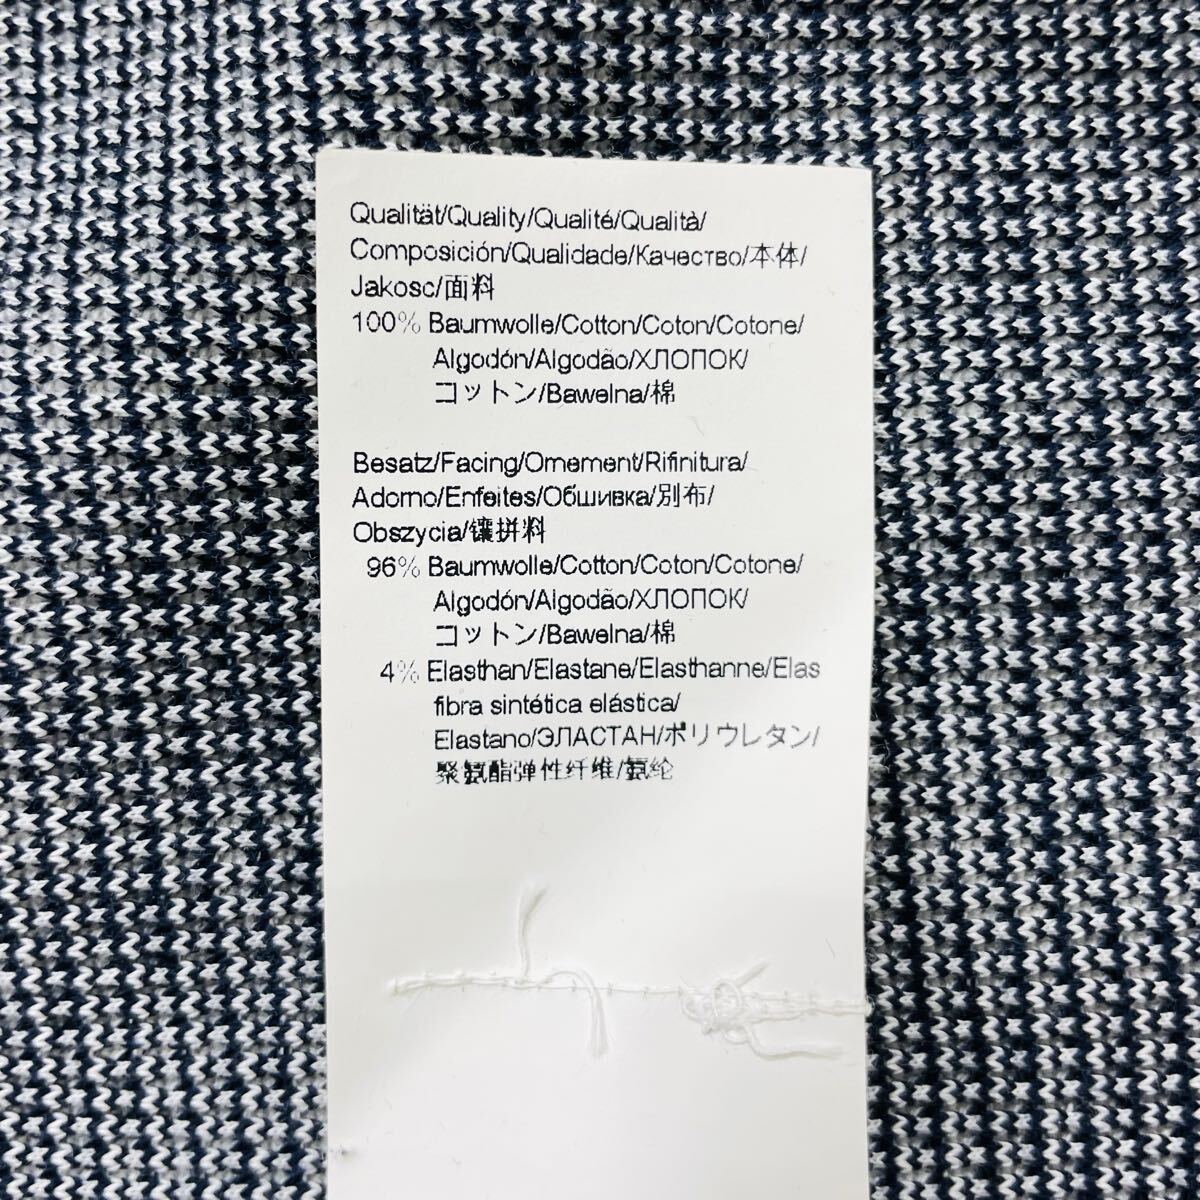 Qualität/Quality/Qualité/Qualità/
Composición/Qualidade/Качество/本体/
Jakosc/面料
100% Baumwolle/Cotton/Coton/Cotone/
Algodón/Algodão/ХЛОПОК/
コットン/Bawelna/棉
Besatz/Facing/Ornement/Rifinitura/
Adorno/Enfeites/Обшивка/別布/
Obszycia/镶拼料
96% Baumwolle/Cotton/Coton/Cotone/
Algodón/Algodão/ХЛОПОК/
コットン/Bawelna/棉
4% Elasthan/Elastane/Elasthanne/Elas
fibra sintética elástica/
Elastano/ЭЛАСТАН/ポリウレタン/
聚氨酯弹性纤维/氨纶